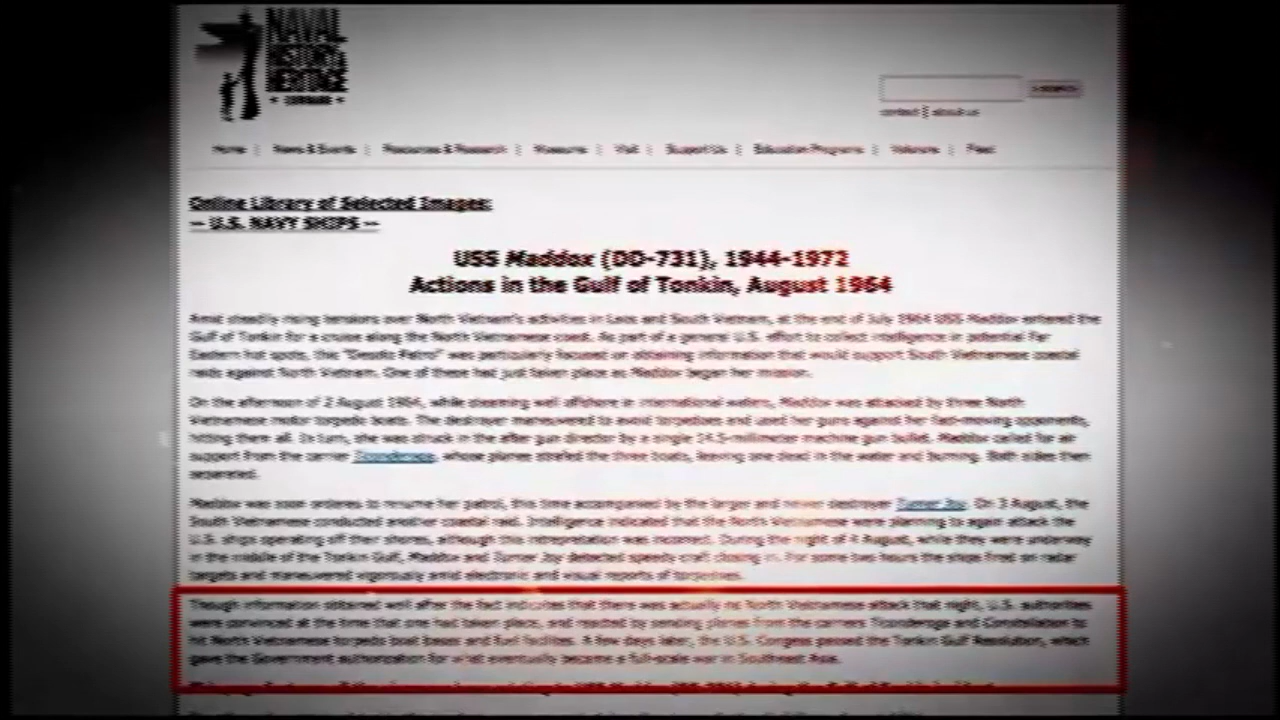 NAVAL
HISTORY &
HERITAGE
Home News & Events Resources & Research Museums Visit Support Us Education Programs
contact about us
Online Library of Selected Images:
-- U.S. NAVY SHIPS --
USS Maddox (DD-731), 1944-1972
Actions in the Gulf of Tonkin, August 1964
Amid steadily rising tensions over North Vietnam's activities in Laos and South Vietnam, at the end of July 1964 USS Maddox entered the
Gulf of Tonkin for a cruise along the North Vietnamese coast. As part of a general U.S. effort to collect intelligence in potential Far
Eastern hot spots, this "Desoto Patrol" was particularly focused on obtaining information that would support South Vietnamese coastal
raids against North Vietnam. One of these had just taken place as Maddox began her mission.
On the afternoon of 2 August 1964, while steaming well offshore in international waters, Maddox was attacked by three North
Vietnamese motor torpedo boats. The destroyer maneuvered to avoid torpedoes and used her guns against her fast-moving opponents,
hitting them all. In turn, she was struck in the after gun director by a single 14.5-millimeter machine gun bullet. Maddox called for air
support from the carrier Ticonderoga, whose planes strafed the three boats, leaving one dead in the water and burning. Both sides then
separated.
Maddox was soon ordered to resume her patrol, this time accompanied by the larger and newer destroyer Turner Joy. On 3 August, the
South Vietnamese conducted another coastal raid. Intelligence indicated that the North Vietnamese were planning to again attack the
U.S. ships operating off their shores, although this interpretation was incorrect. During the night of 4 August, while they were underway
in the middle of the Tonkin Gulf, Maddox and Turner Joy detected speedy craft closing in. For some two hours the ships fired on radar
targets and maneuvered vigorously amid electronic and visual reports of torpedoes.
Though information obtained well after the fact indicates that there was actually no North Vietnamese attack that night, U.S. authorities
were convinced at the time that one had taken place, and reacted by sending planes from the carriers Ticonderoga and Constellation to
hit North Vietnamese torpedo boat bases and fuel facilities. A few days later, the U.S. Congress passed the Tonkin Gulf Resolution, which
gave the Government authorization for what eventually became a full-scale war in Southeast Asia.